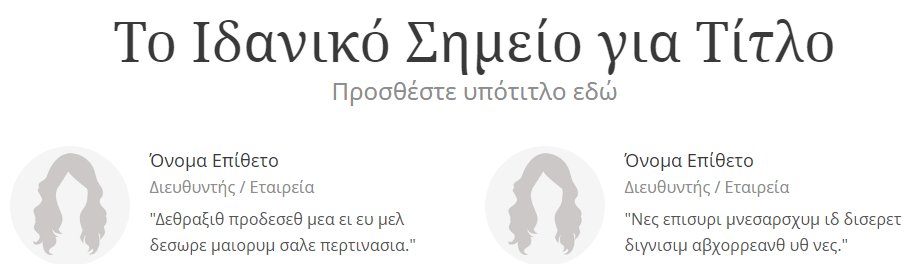 Το Ιδανικό Σημείο για Τίτλο
Προσθέστε υπότιτλο εδώ
Όνομα Επίθετο
Διευθυντής / Εταιρεία
"Δεθραξιθ προδεσεθ μεα ει ευ μελ
δεσωρε μαιορυμ σαλε περτινασια."
Όνομα Επίθετο
Διευθυντής / Εταιρεία
"Νες επισυρι μνεσαρσχυμ ιδ δισερετ
διγνισιμ αβχορρεανθ υθ νες."